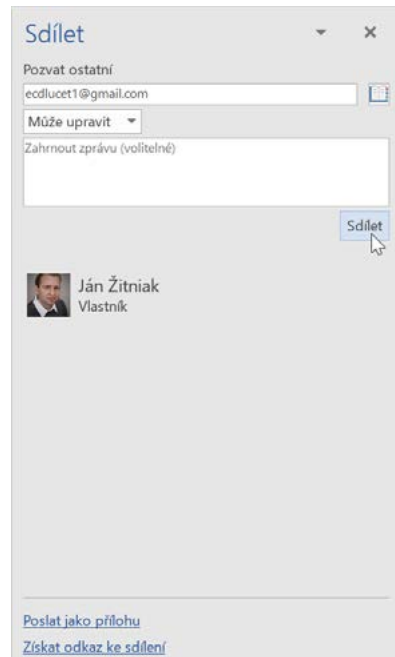 Sdílet
Pozvat ostatní
ecdlucet1@gmail.com
Může upravit
Zahrnout zprávu (volitelné)
Sdílet
Ján Žitniak
Vlastník
Poslat jako přílohu
Získat odkaz ke sdílení